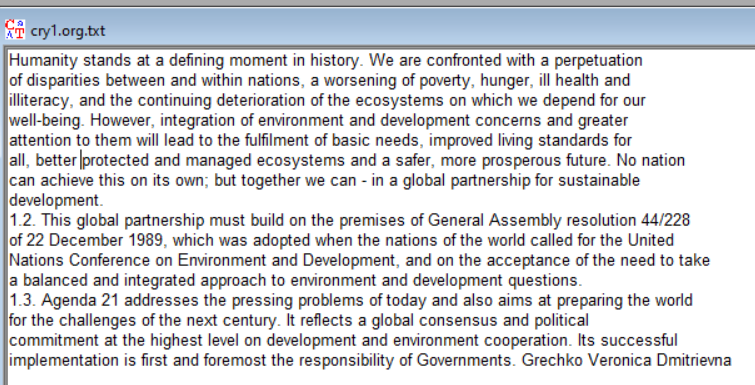 cry1.org.txt
Humanity stands at a defining moment in history. We are confronted with a perpetuation
of disparities between and within nations, a worsening of poverty, hunger, ill health and
illiteracy, and the continuing deterioration of the ecosystems on which we depend for our
well-being. However, integration of environment and development concerns and greater
attention to them will lead to the fulfilment of basic needs, improved living standards for
all, better protected and managed ecosystems and a safer, more prosperous future. No nation
can achieve this on its own; but together we can - in a global partnership for sustainable
development.
1.2. This global partnership must build on the premises of General Assembly resolution 44/228
of 22 December 1989, which was adopted when the nations of the world called for the United
Nations Conference on Environment and Development, and on the acceptance of the need to take
a balanced and integrated approach to environment and development questions.
1.3. Agenda 21 addresses the pressing problems of today and also aims at preparing the world
for the challenges of the next century. It reflects a global consensus and political
commitment at the highest level on development and environment cooperation. Its successful
implementation is first and foremost the responsibility of Governments. Grechko Veronica Dmitrievna